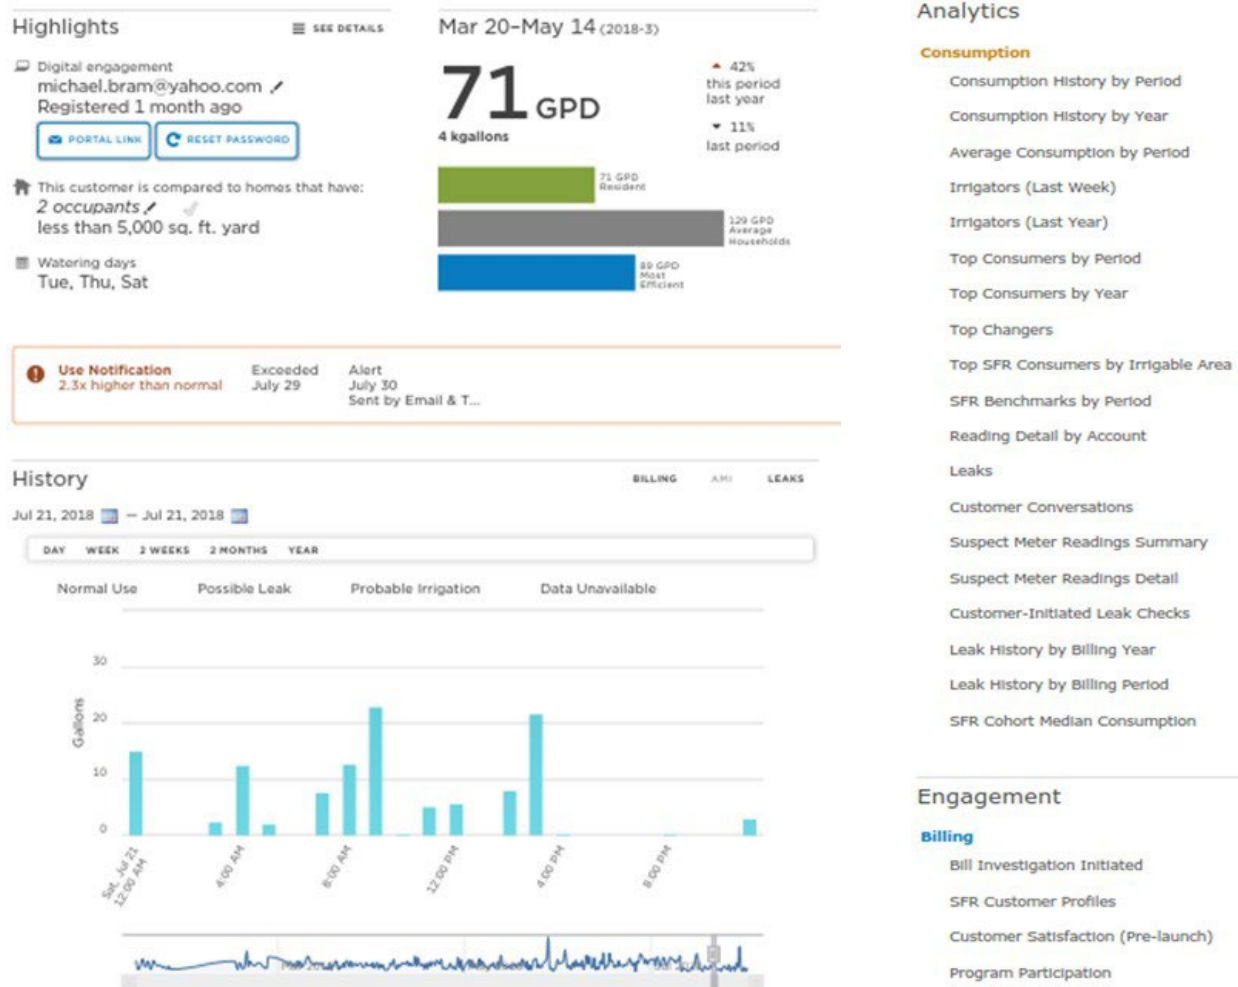 Highlights
SEE DETAILS
Digital engagement
michael.bram@yahoo.com
Registered 1 month ago
PORTAL LINK
RESET PASSWORD
This customer is compared to homes that have:
2 occupants
less than 5,000 sq. ft. yard
Watering days
Tue, Thu, Sat
Mar 20–May 14 (2018-3)
71 GPD
4 kgallons
42%
this period
last year
11%
last period
71 GPD
Resident
129 GPD
Average
Households
89 GPD
Most
Efficient
Use Notification
2.3x higher than normal
Exceeded
July 29
Alert
July 30
Sent by Email & T...
History
BILLING
AMI
LEAKS
Jul 21, 2018 – Jul 21, 2018
DAY WEEK 2 WEEKS 2 MONTHS YEAR
Normal Use Possible Leak Probable Irrigation Data Unavailable
Gallons
30
20
10
0
Sat, Jul 21
12:00 AM
4:00 AM
8:00 AM
12:00 PM
4:00 PM
8:00 PM
Analytics
Consumption
Consumption History by Period
Consumption History by Year
Average Consumption by Period
Irrigators (Last Week)
Irrigators (Last Year)
Top Consumers by Period
Top Consumers by Year
Top Changers
Top SFR Consumers by Irrigable Area
SFR Benchmarks by Period
Reading Detail by Account
Leaks
Customer Conversations
Suspect Meter Readings Summary
Suspect Meter Readings Detail
Customer-Initiated Leak Checks
Leak History by Billing Year
Leak History by Billing Period
SFR Cohort Median Consumption
Engagement
Billing
Bill Investigation Initiated
SFR Customer Profiles
Customer Satisfaction (Pre-launch)
Program Participation